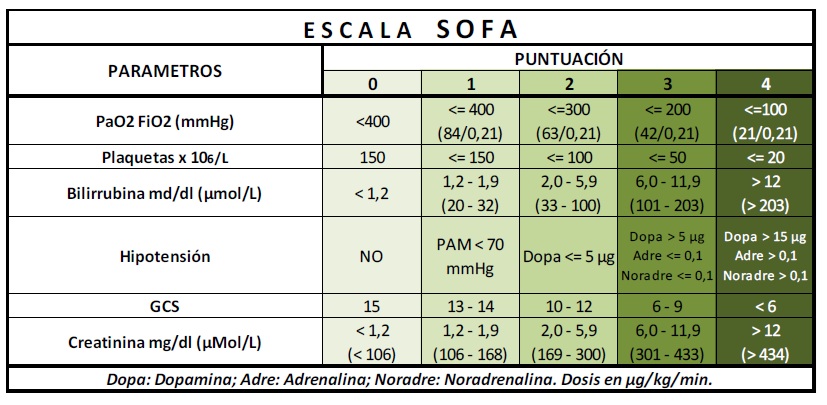 ESCALA SOFA
PARAMETROS
PUNTUACIÓN
0 1 2 3 4
PaO2 FiO2 (mmHg) <400 <= 400 (84/0,21) <=300 (63/0,21) <= 200 (42/0,21) <=100 (21/0,21)
Plaquetas x 106/L 150 <= 150 <= 100 <= 50 <= 20
Bilirrubina md/dl (µmol/L) < 1,2 1,2 - 1,9 (20 - 32) 2,0 - 5,9 (33 - 100) 6,0 - 11,9 (101 - 203) > 12 (> 203)
Hipotensión NO PAM < 70 mmHg Dopa <= 5 µg Dopa > 5 µg Adre <= 0,1 Noradre <= 0,1 Dopa > 15 µg Adre > 0,1 Noradre > 0,1
GCS 15 13 - 14 10 - 12 6 - 9 < 6
Creatinina mg/dl (µMol/L) < 1,2 (< 106) 1,2 - 1,9 (106 - 168) 2,0 - 5,9 (169 - 300) 6,0 - 11,9 (301 - 433) > 12 (> 434)
Dopa: Dopamina; Adre: Adrenalina; Noradre: Noradrenalina. Dosis en µg/kg/min.